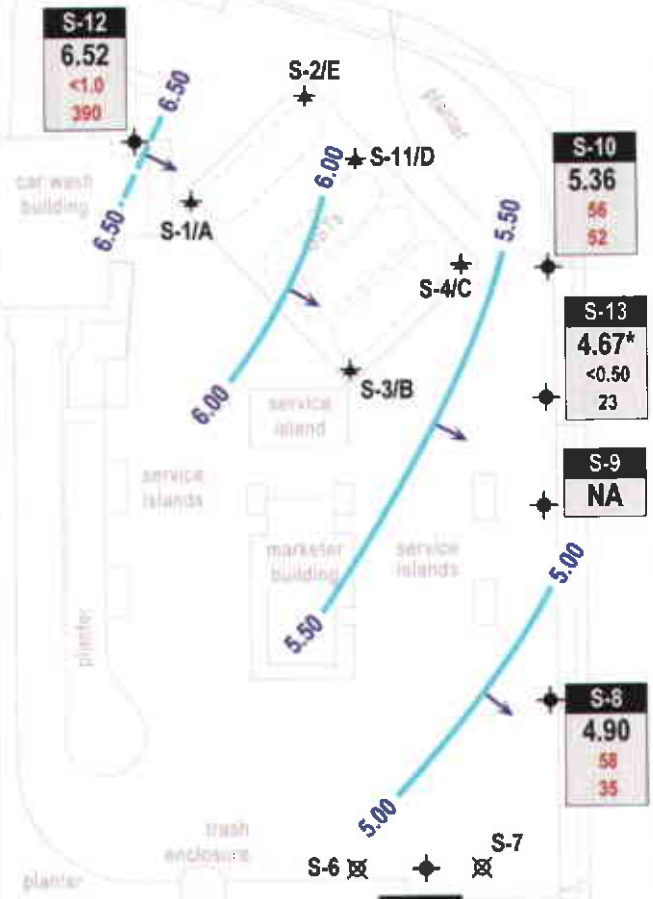 S-12
6.52
<1.0
390
6.50
6.50
S-2/E
planter
S-11/D
6.00
S-10
5.36
56
52
car wash
building
S-1/A
5.50
S-4/C
S-13
4.67*
<0.50
23
6.00
S-3/B
service
island
S-9
NA
service
islands
marketer
building
service
islands
5.00
5.50
planter
S-8
4.90
58
35
5.00
trash
enclosure
S-6
S-7
planter